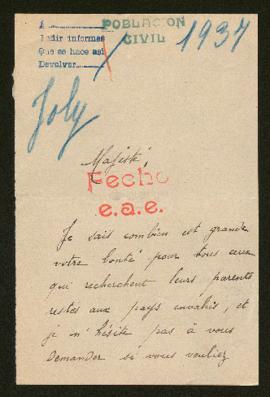 A
Pedir informes
Que se hace así
Devolver
POBLACION
CIVIL
1937
Joly
Majesté,
Fecho
e.a.e.
Je sais combien est grande
votre bonté pour tous ceux
qui recherchent leurs parents
restés aux pays envahis, et
je n'hésite pas à vous
demander si vous vouliez